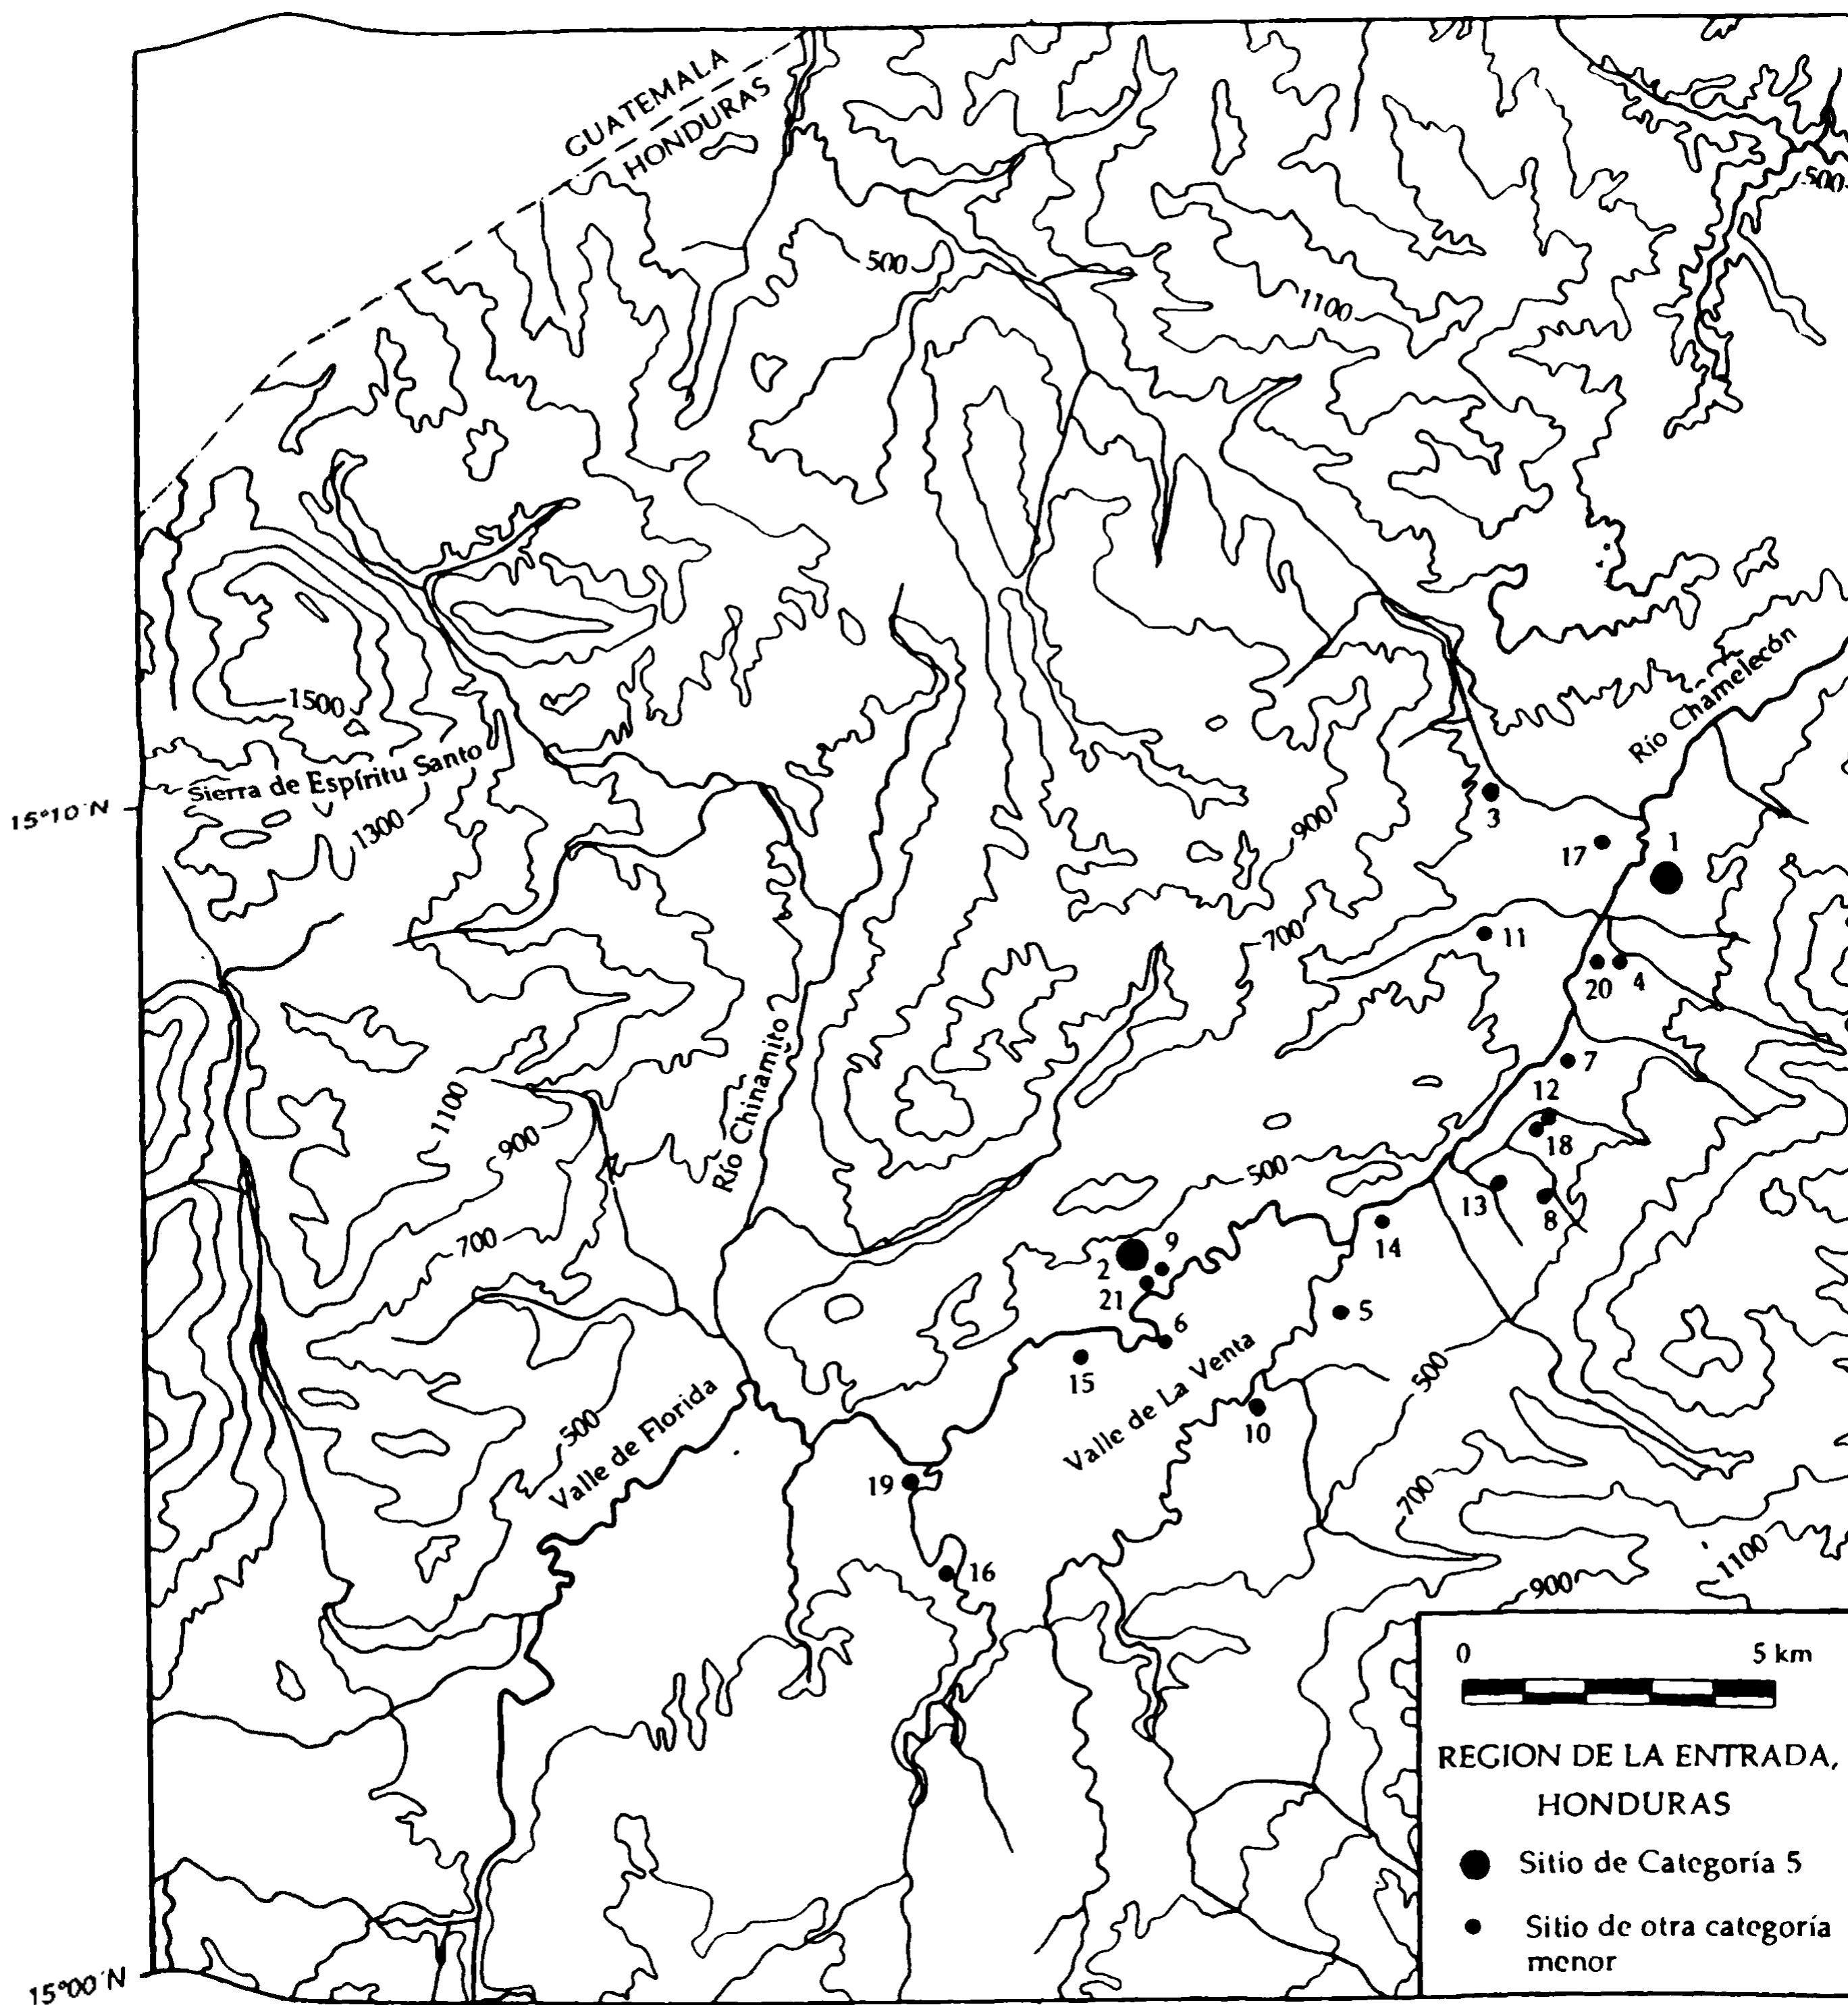 GUATEMALA
HONDURAS
500
500
1100
1500
Sierra de Espíritu Santo
Río Chamelecón
15°10'N
1300
900
3
17
1
700
11
20
4
Río Chinamito
7
12
1100
900
18
500
13
8
700
14
9
2
21
5
6
15
Valle de La Venta
500
Valle de Florida
500
10
19
700
16
1100
900
0 5 km
REGION DE LA ENTRADA,
HONDURAS
Sitio de Categoría 5
Sitio de otra categoría
menor
15°00'N